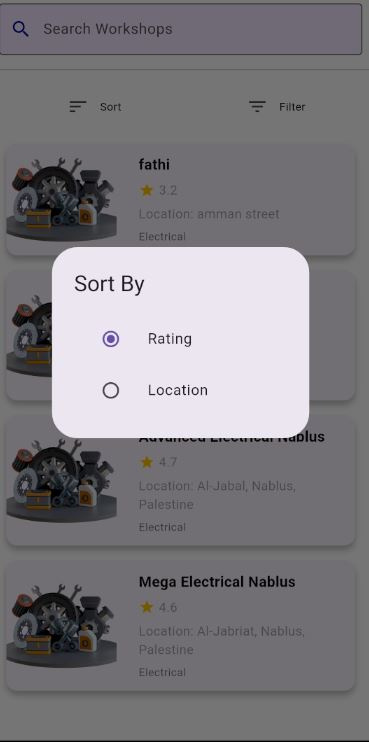 Search Workshops
Sort
Filter
fathi
3.2
Location: amman street
Electrical
Sort By
Rating
Location
Advanced Electrical Nablus
4.7
Location: Al-Jabal, Nablus,
Palestine
Electrical
Mega Electrical Nablus
4.6
Location: Al-Jabriat, Nablus,
Palestine
Electrical